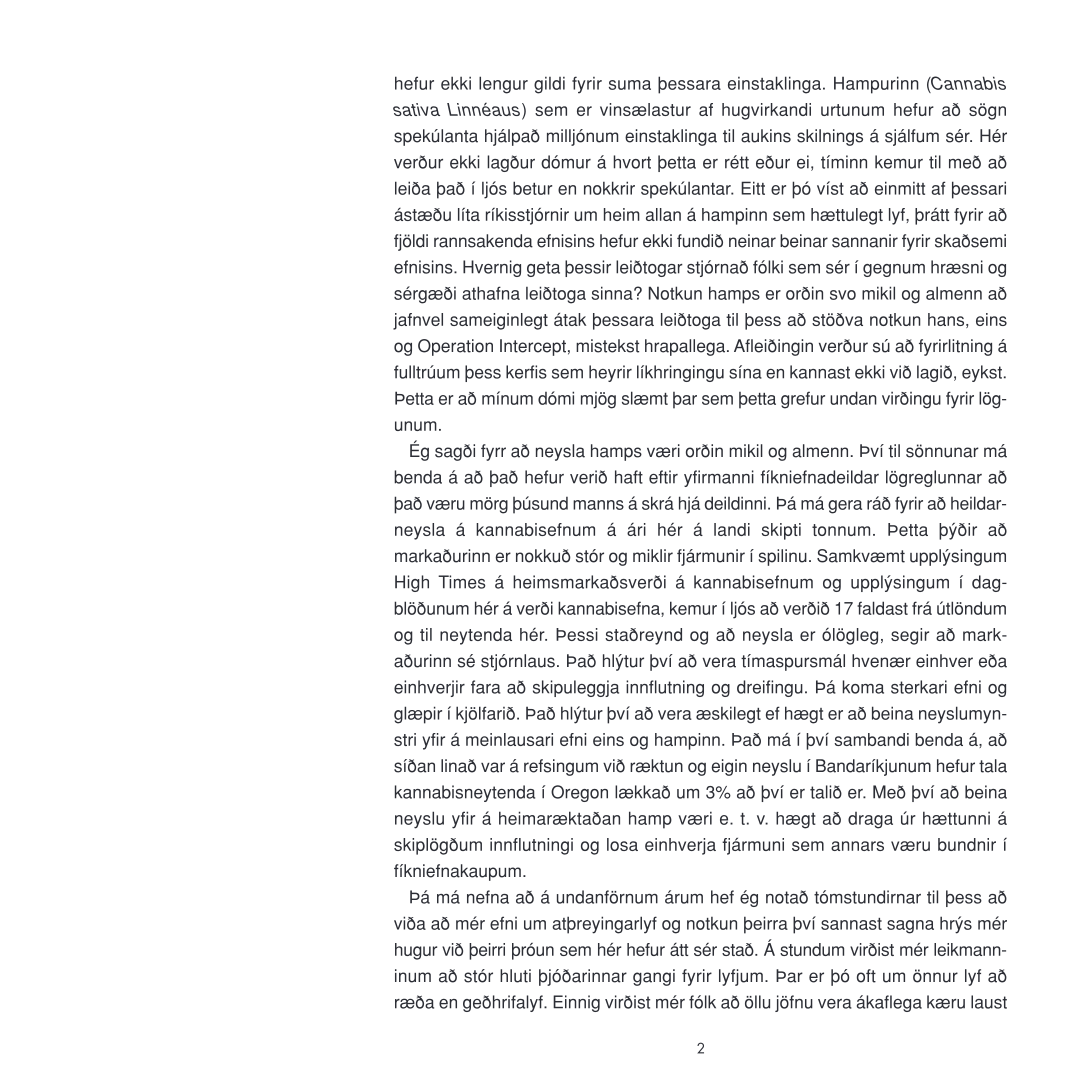 hefur ekki lengur gildi fyrir suma þessara einstaklinga. Hampurinn (Cannabis
sativa Linnéaus) sem er vinsælastur af hugvirkandi urtunum hefur að sögn
spekúlanta hjálpað milljónum einstaklinga til aukins skilnings á sjálfum sér. Hér
verður ekki lagður dómur á hvort þetta er rétt eður ei, tíminn kemur til með að
leiða það í ljós betur en nokkrir spekúlantar. Eitt er þó víst að einmitt af þessari
ástæðu líta ríkisstjórnir um heim allan á hampinn sem hættulegt lyf, þrátt fyrir að
fjöldi rannsakenda efnisins hefur ekki fundið neinar beinar sannanir fyrir skaðsemi
efnisins. Hvernig geta þessir leiðtogar stjórnað fólki sem sér í gegnum hræsni og
sérgæði athafna leiðtoga sinna? Notkun hamps er orðin svo mikil og almenn að
jafnvel sameiginlegt átak þessara leiðtoga til þess að stöðva notkun hans, eins
og Operation Intercept, mistekst hrapallega. Afleiðingin verður sú að fyrirlitning á
fulltrúum þess kerfis sem heyrir líkhringingu sína en kannast ekki við lagið, eykst.
Þetta er að mínum dómi mjög slæmt þar sem þetta grefur undan virðingu fyrir lög-
unum.
Ég sagði fyrr að neysla hamps væri orðin mikil og almenn. Því til sönnunar má
benda á að það hefur verið haft eftir yfirmanni fíkniefnadeildar lögreglunnar að
það væru mörg þúsund manns á skrá hjá deildinni. Þá má gera ráð fyrir að heildar-
neysla á kannabisefnum á ári hér á landi skipti tonnum. Þetta þýðir að
markaðurinn er nokkuð stór og miklir fjármunir í spilinu. Samkvæmt upplýsingum
High Times á heimsmarkaðsverði á kannabisefnum og upplýsingum í dag-
blöðunum hér á verði kannabisefna, kemur í ljós að verðið 17 faldast frá útlöndum
og til neytenda hér. Þessi staðreynd og að neysla er ólögleg, segir að mark-
aðurinn sé stjórnlaus. Það hlýtur því að vera tímaspursmál hvenær einhver eða
einhverjir fara að skipuleggja innflutning og dreifingu. Þá koma sterkari efni og
glæpir í kjölfarið. Það hlýtur því að vera æskilegt ef hægt er að beina neyslumyn-
stri yfir á meinlausari efni eins og hampinn. Það má í því sambandi benda á, að
síðan linað var á refsingum við ræktun og eigin neyslu í Bandaríkjunum hefur tala
kannabisneytenda í Oregon lækkað um 3% að því er talið er. Með því að beina
neyslu yfir á heimaræktaðan hamp væri e. t. v. hægt að draga úr hættunni á
skiplögðum innflutningi og losa einhverja fjármuni sem annars væru bundnir í
fíkniefnakaupum.
Þá má nefna að á undanförnum árum hef ég notað tómstundirnar til þess að
viða að mér efni um atþreyingarlyf og notkun þeirra því sannast sagna hrýs mér
hugur við þeirri þróun sem hér hefur átt sér stað. Á stundum virðist mér leikmann-
inum að stór hluti þjóðarinnar gangi fyrir lyfjum. Þar er þó oft um önnur lyf að
ræða en geðhrifalyf. Einnig virðist mér fólk að öllu jöfnu vera ákaflega kæru laust
2